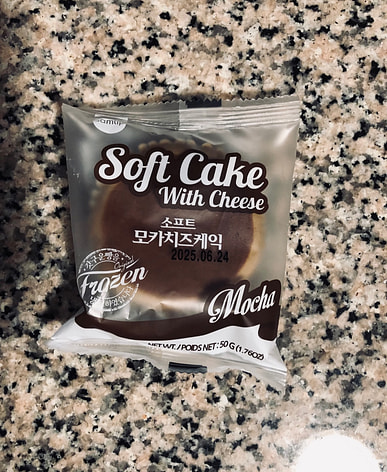 Soft Cake
With Cheese
소프트
모카치즈케익
2025.06.24
Frozen
Mocha
NET WT. / POIDS NET : 50 G (1.76OZ)